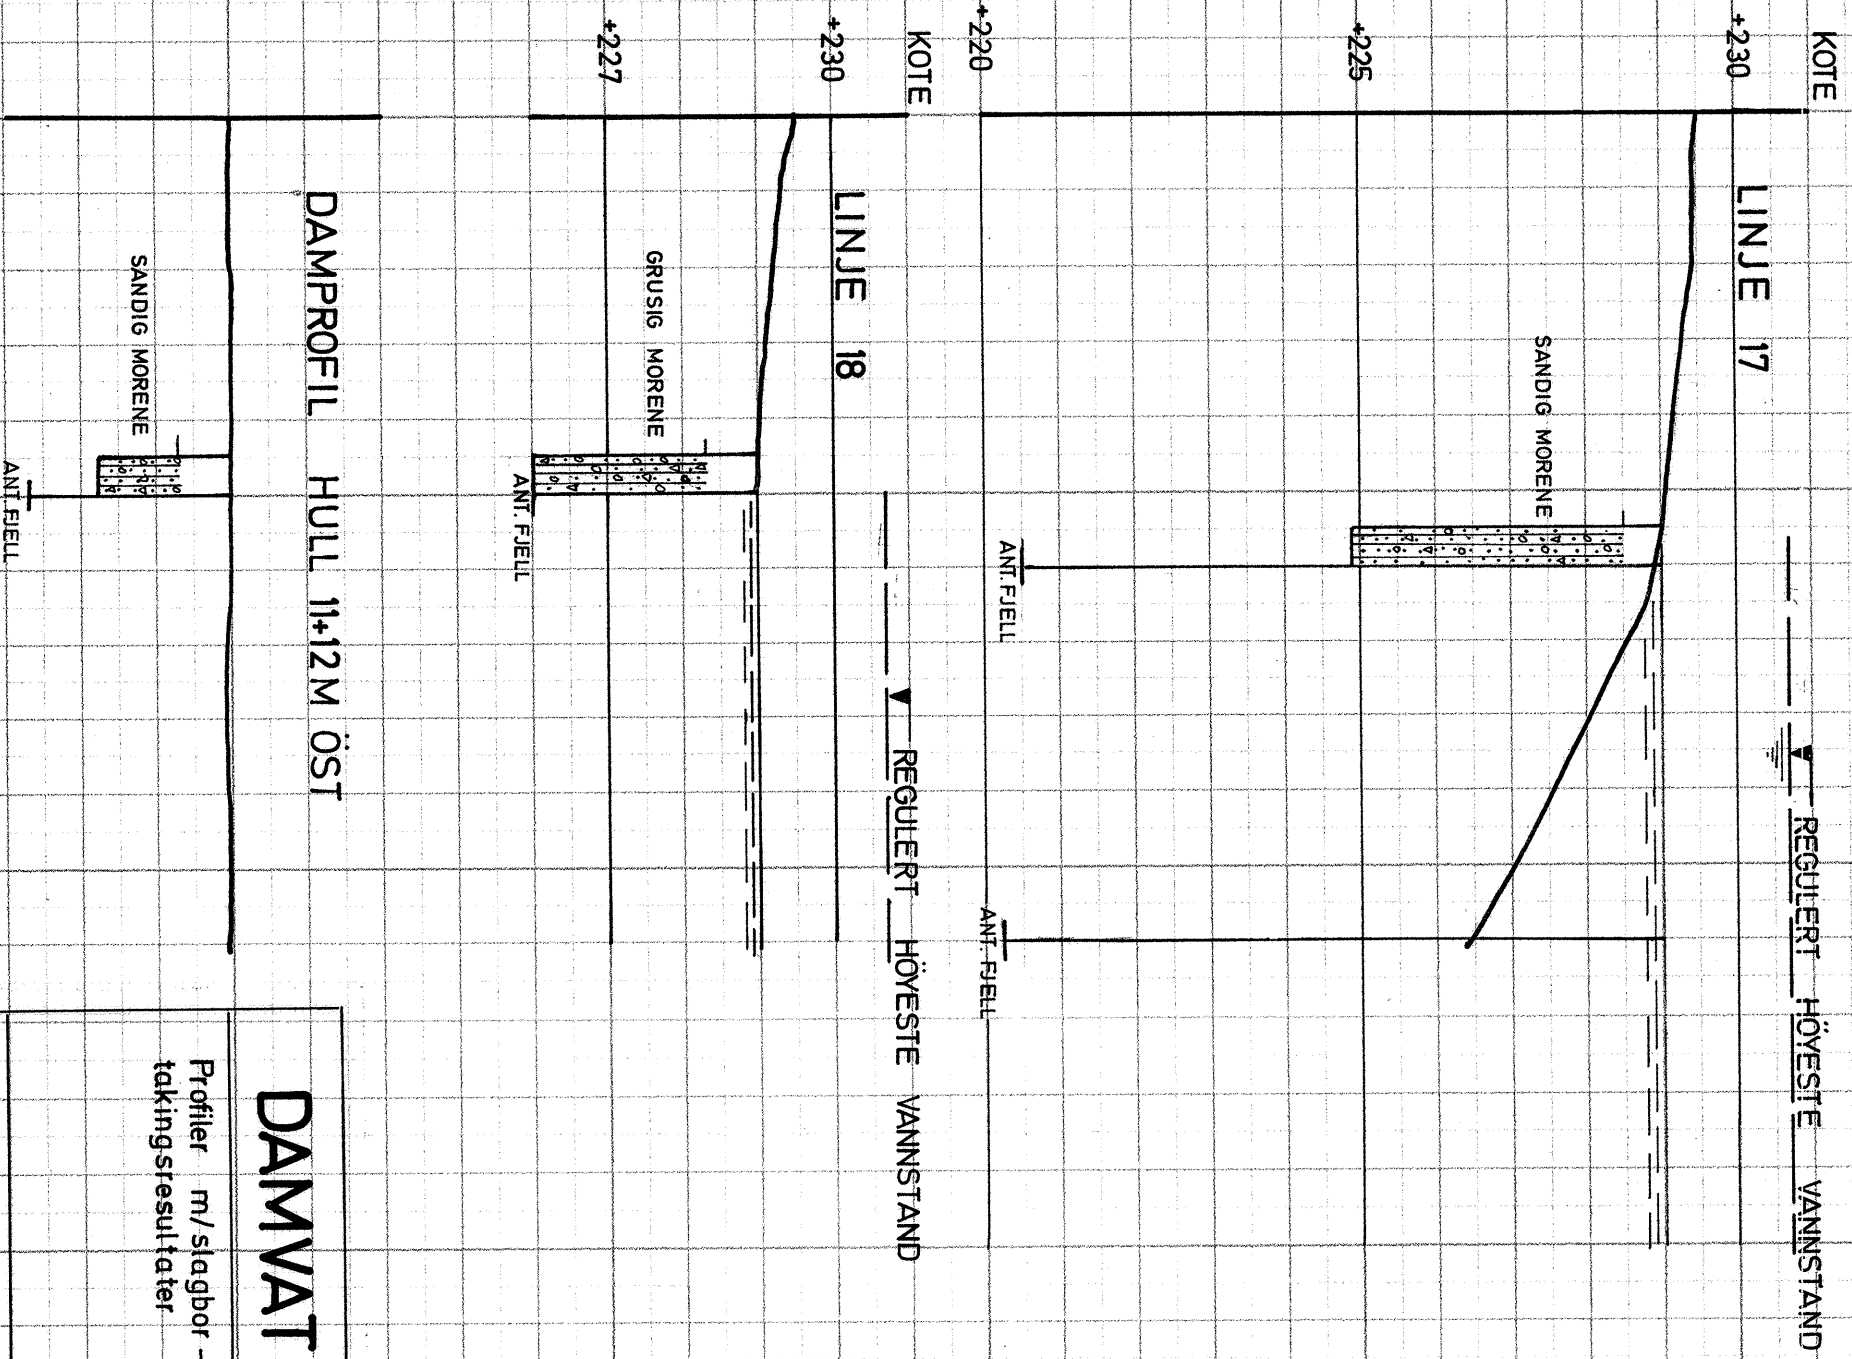 KOTE
+230
LINJE 17
REGULERT HÖYESTE VANNSTAND
SANDIG MORENE
+225
ANT. FJELL
ANT. FJELL
+220
KOTE
REGULERT HÖYESTE VANNSTAND
+230
LINJE 18
GRUSIG MORENE
+227
ANT. FJELL
DAMPROFIL HULL 11+12 M ÖST
SANDIG MORENE
ANT. FJELL
DAMVAT
Profiler m/slagbor -
takingsresultater